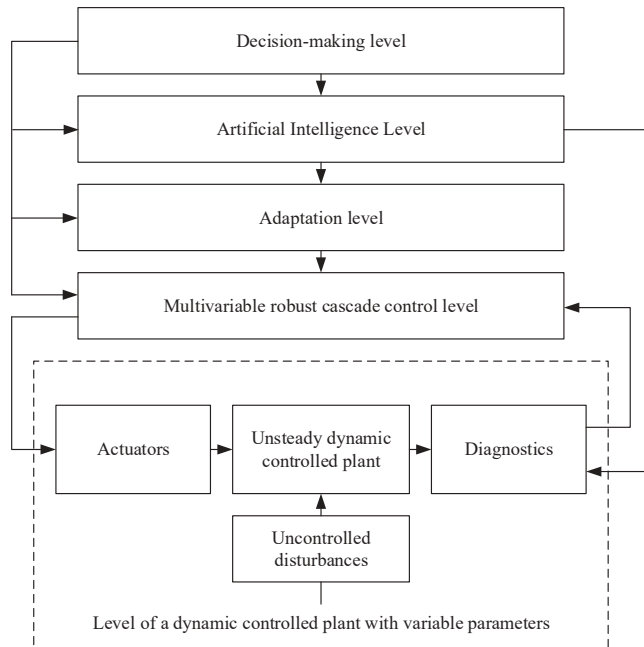 Decision-making level
Artificial Intelligence Level
Adaptation level
Multivariable robust cascade control level
Actuators
Unsteady dynamic
controlled plant
Diagnostics
Uncontrolled
disturbances
Level of a dynamic controlled plant with variable parameters